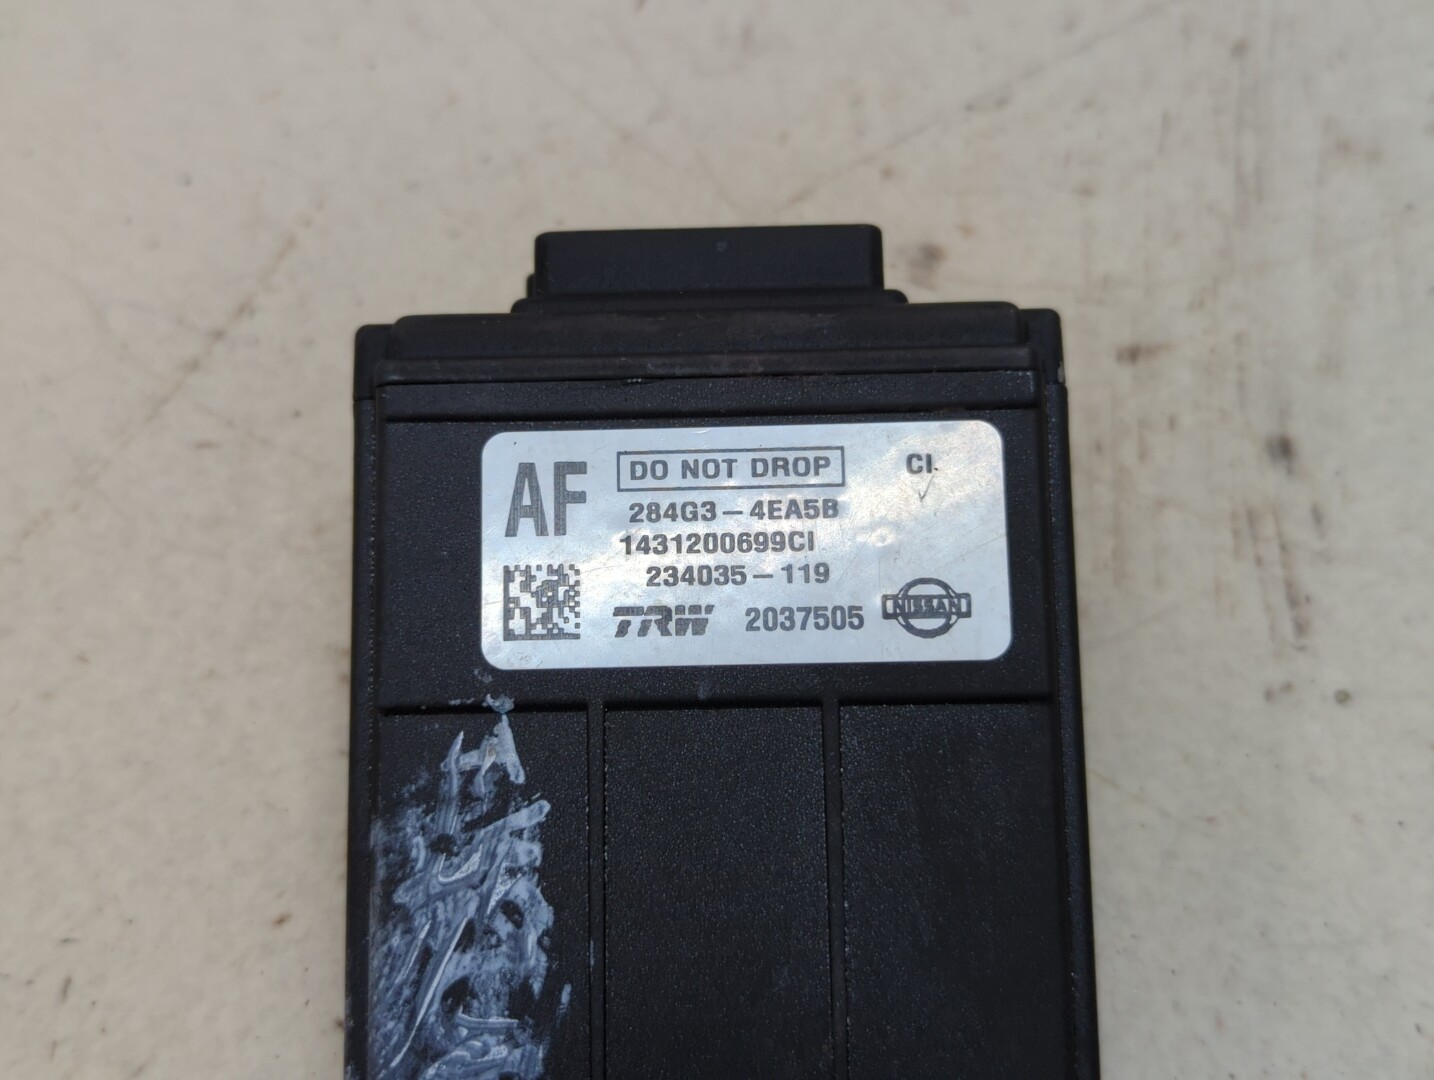 AF DO NOT DROP CI
284G3-4EA5B
1431200699CI
234035-119
TRW 2037505 NISSAN